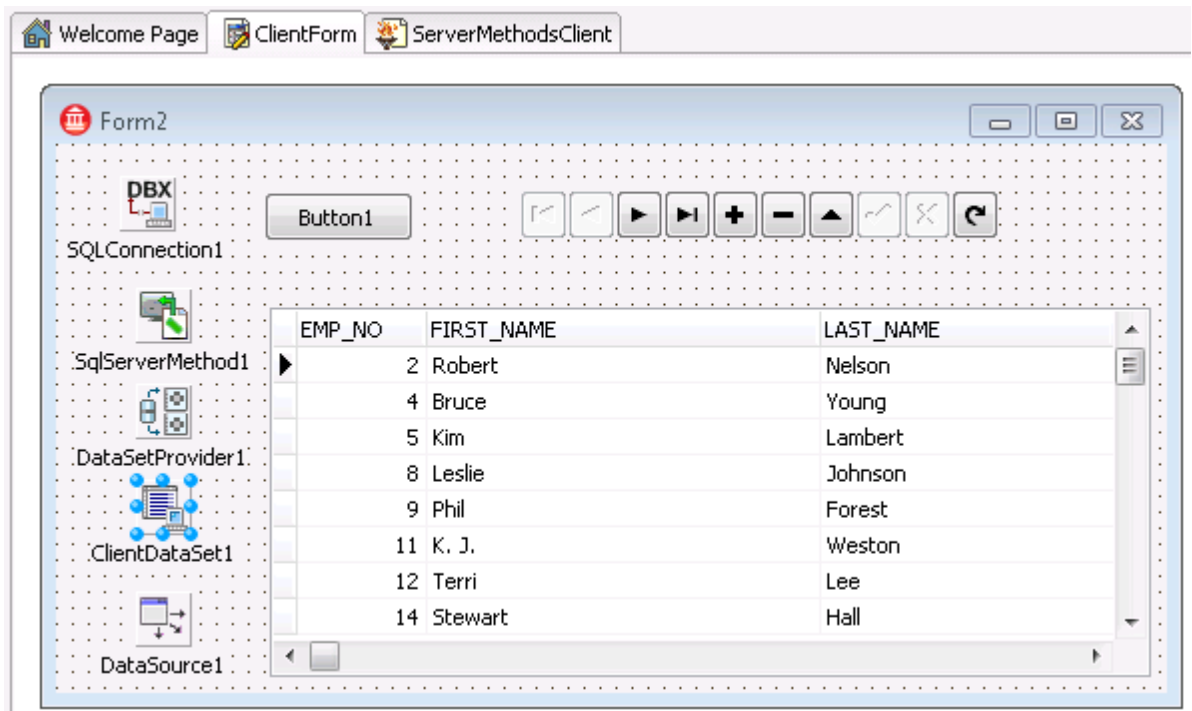 Welcome Page ClientForm ServerMethodsClient
Form2
DBX
SQLConnection1
Button1
SqlServerMethod1
DataSetProvider1
ClientDataSet1
DataSource1
EMP_NO FIRST_NAME LAST_NAME
2 Robert Nelson
4 Bruce Young
5 Kim Lambert
8 Leslie Johnson
9 Phil Forest
11 K. J. Weston
12 Terri Lee
14 Stewart Hall